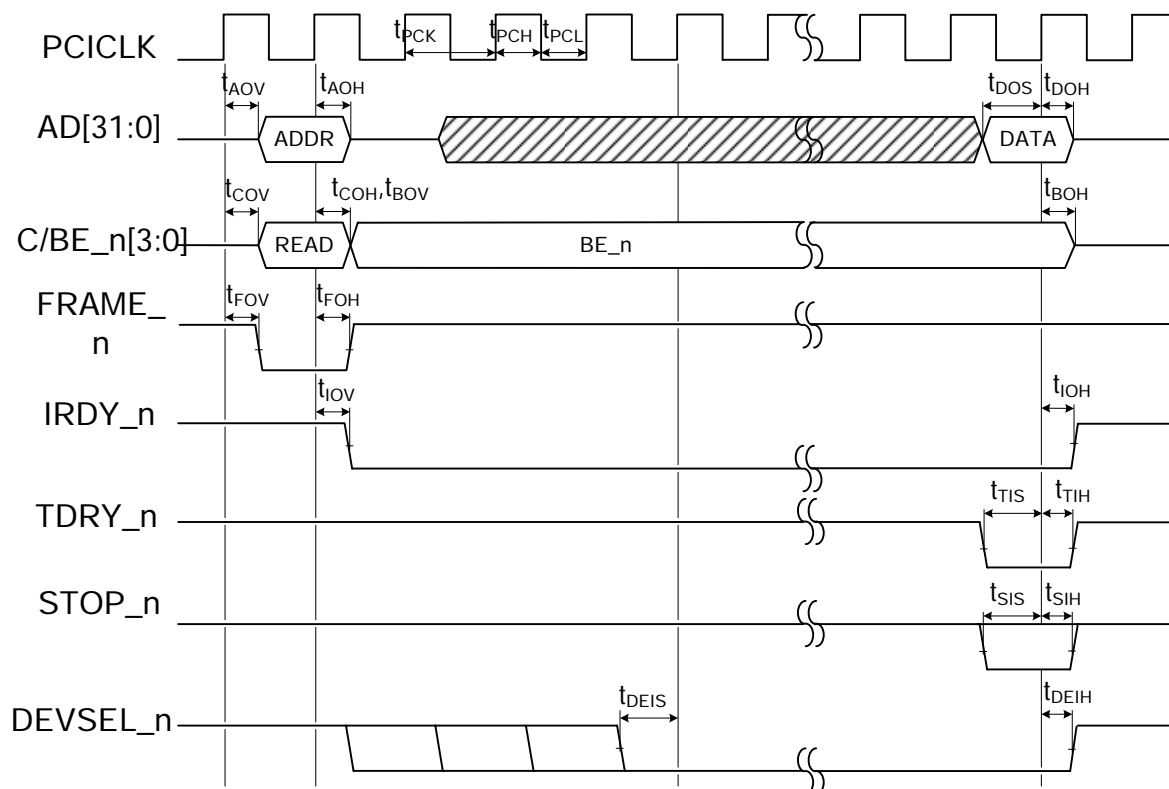 PCICLK
tPCK
tPCH
tPCL
tAOV
tAOH
tDOS
tDOH
AD[31:0]
ADDR
DATA
tCOV
tCOH,tBOV
tBOH
C/BE_n[3:0]
READ
BE_n
FRAME_
n
tFOV
tFOH
IRDY_n
tIOV
tIOH
TDRY_n
tTIS
tTIH
STOP_n
tSIS
tSIH
DEVSEL_n
tDEIS
tDEIH